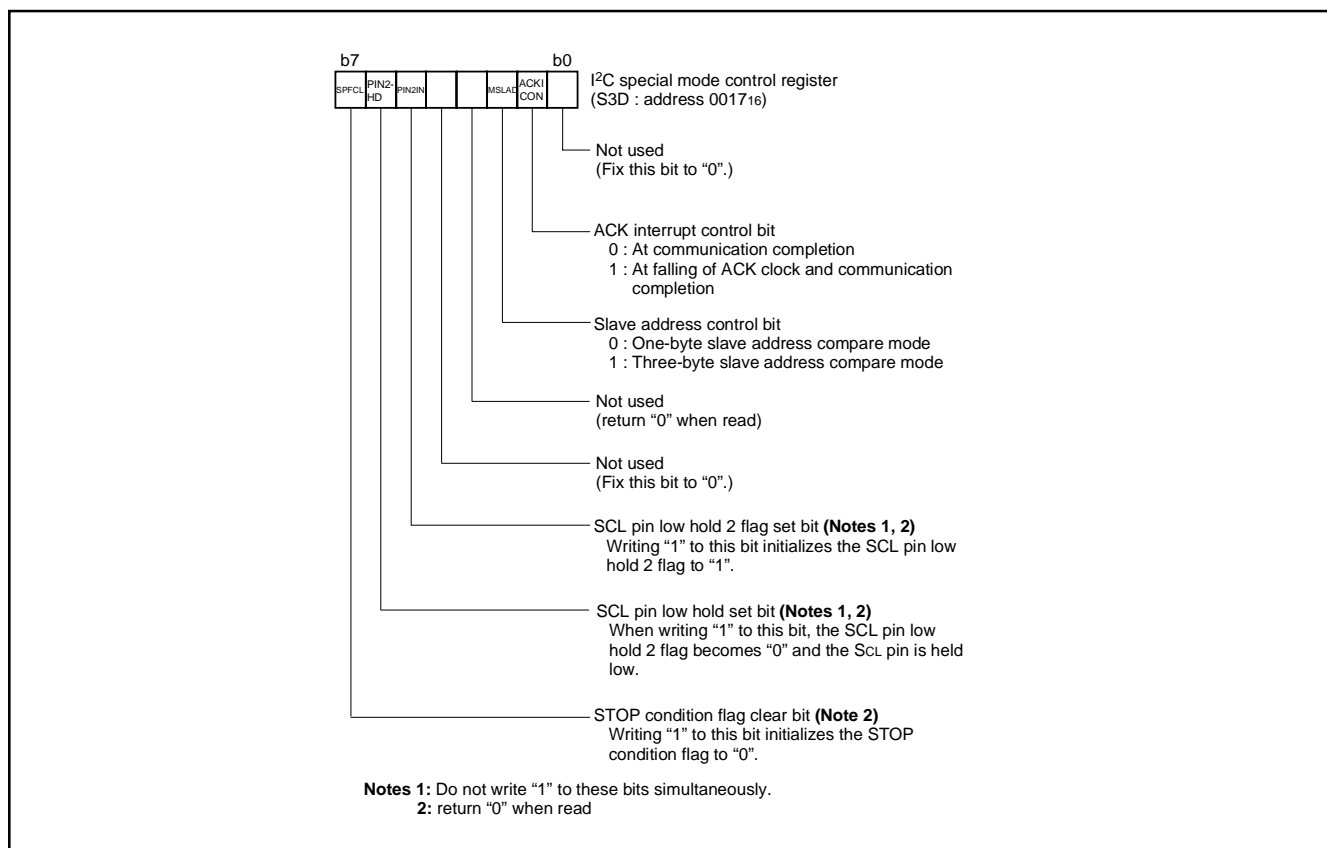 b7 b0
SPFCL PIN2-HD PIN2IN MSLAD ACKI CON
I2C special mode control register
(S3D : address 001716)
Not used
(Fix this bit to “0”.)
ACK interrupt control bit
0 : At communication completion
1 : At falling of ACK clock and communication
completion
Slave address control bit
0 : One-byte slave address compare mode
1 : Three-byte slave address compare mode
Not used
(return “0” when read)
Not used
(Fix this bit to “0”.)
SCL pin low hold 2 flag set bit (Notes 1, 2)
Writing “1” to this bit initializes the SCL pin low
hold 2 flag to “1”.
SCL pin low hold set bit (Notes 1, 2)
When writing “1” to this bit, the SCL pin low
hold 2 flag becomes “0” and the SCL pin is held
low.
STOP condition flag clear bit (Note 2)
Writing “1” to this bit initializes the STOP
condition flag to “0”.
Notes 1: Do not write “1” to these bits simultaneously.
2: return “0” when read